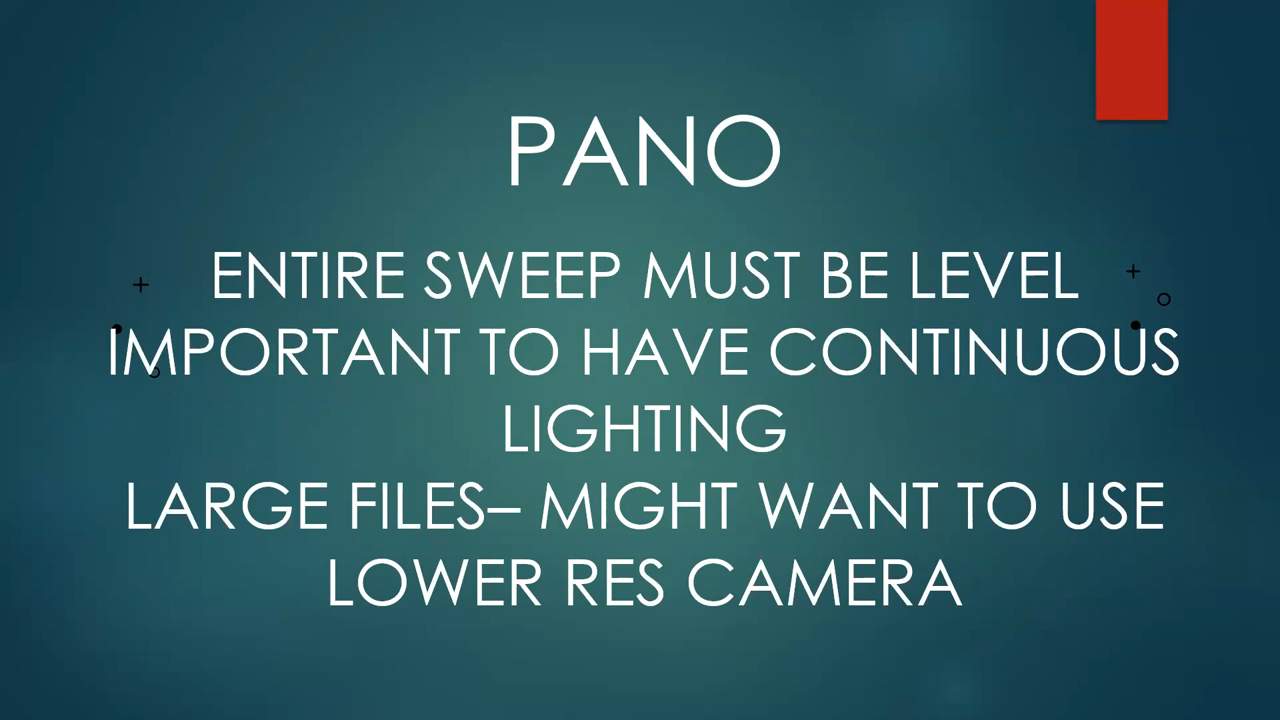 PANO
ENTIRE SWEEP MUST BE LEVEL
IMPORTANT TO HAVE CONTINUOUS
LIGHTING
LARGE FILES– MIGHT WANT TO USE
LOWER RES CAMERA